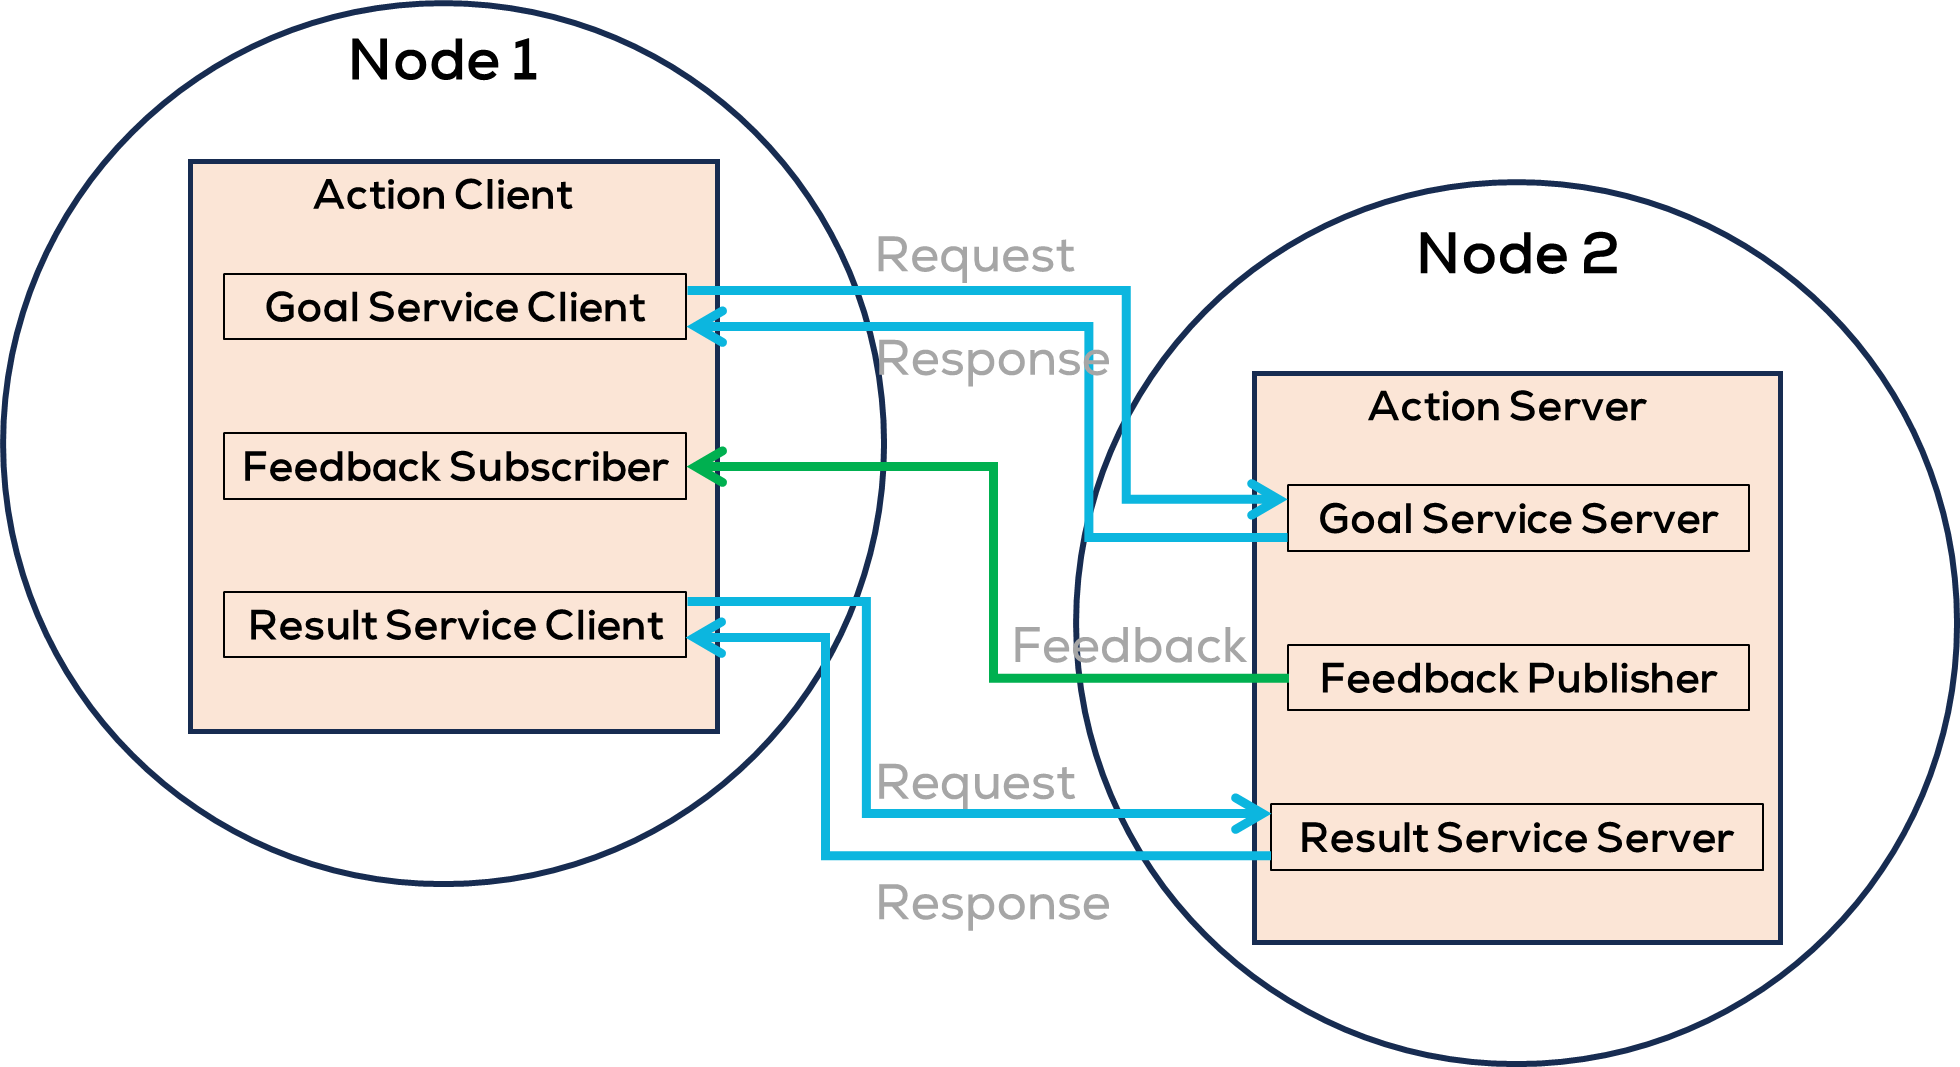 Node 1
Action Client
Goal Service Client
Feedback Subscriber
Result Service Client
Request
Response
Feedback
Request
Response
Node 2
Action Server
Goal Service Server
Feedback Publisher
Result Service Server